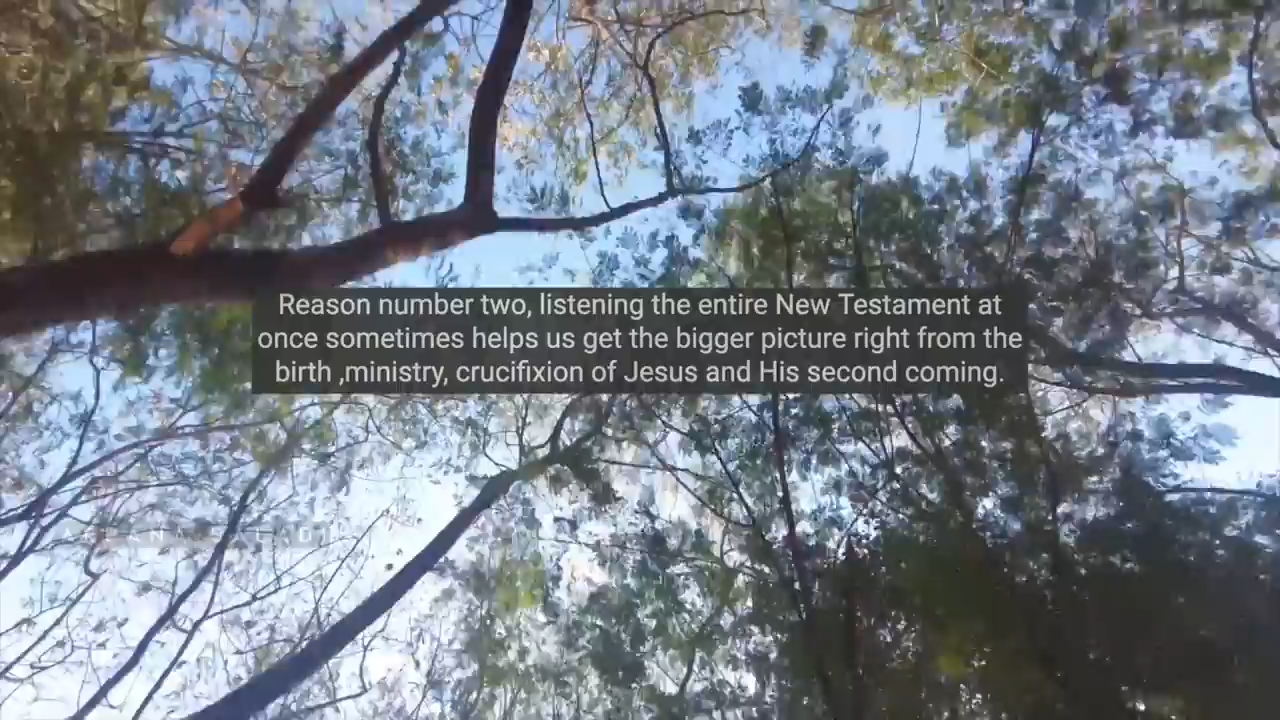 Reason number two, listening the entire New Testament at
once sometimes helps us get the bigger picture right from the
birth ,ministry, crucifixion of Jesus and His second coming.